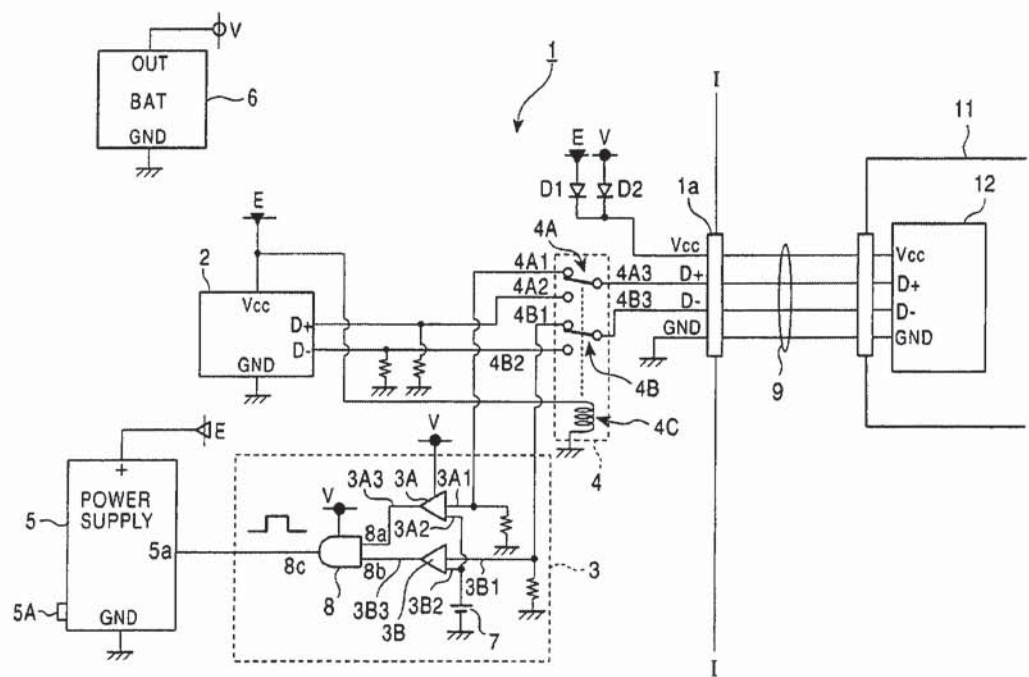 V
OUT
BAT
GND
6
1
I
E V
D1 D2
1a
11
12
E
2
Vcc
D+
D-
GND
4A
4A1
4A2
4B1
4B2
4A3
4B3
4B
4C
4
Vcc
D+
D-
GND
9
Vcc
D+
D-
GND
E
+
POWER
SUPPLY
5
5a
5A
GND
V
V
3A3
3A
3A1
3A2
8a
8b
8c
8
3B3
3B
3B2
3B1
7
3
I